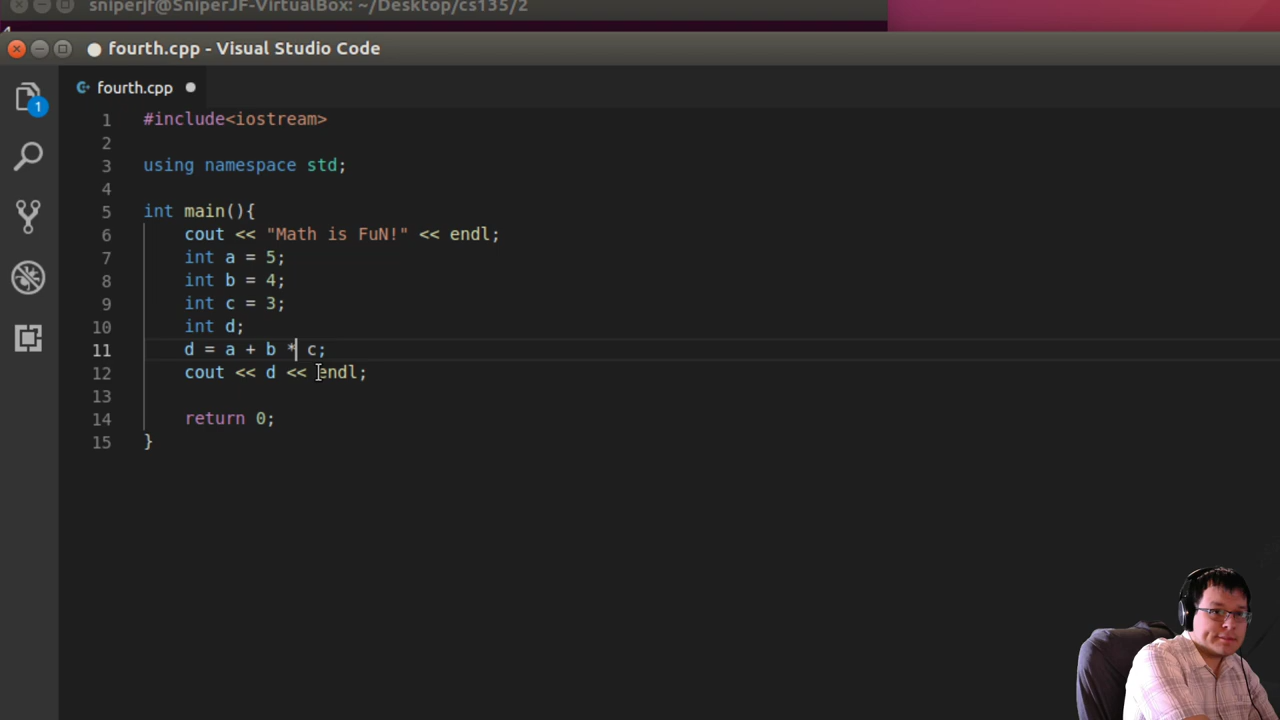 sniperjf@SniperJF-VirtualBox: ~/Desktop/cs135/2
fourth.cpp - Visual Studio Code
fourth.cpp
1
1 #include<iostream>
2
3 using namespace std;
4
5 int main(){
6 cout << "Math is FuN!" << endl;
7 int a = 5;
8 int b = 4;
9 int c = 3;
10 int d;
11 d = a + b * c;
12 cout << d << endl;
13
14 return 0;
15 }